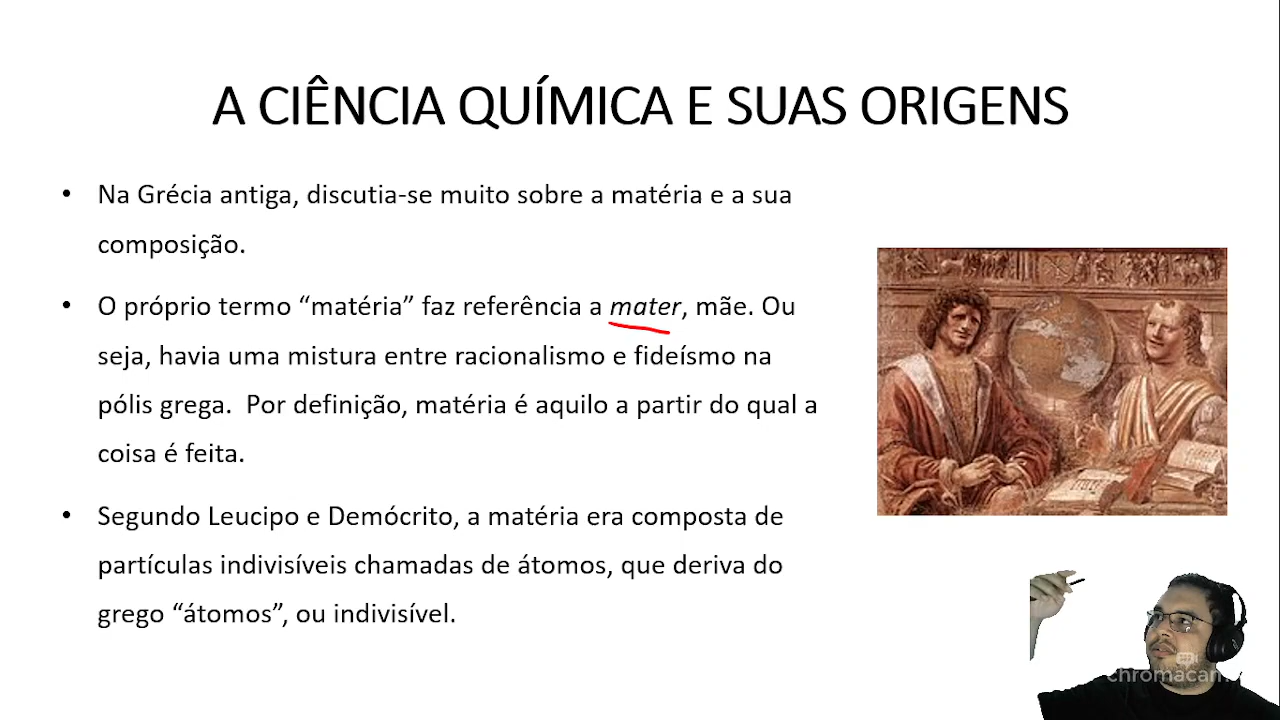 A CIÊNCIA QUÍMICA E SUAS ORIGENS
• Na Grécia antiga, discutia-se muito sobre a matéria e a sua
composição.
• O próprio termo “matéria” faz referência a mater, mãe. Ou
seja, havia uma mistura entre racionalismo e fideísmo na
pólis grega. Por definição, matéria é aquilo a partir do qual a
coisa é feita.
• Segundo Leucipo e Demócrito, a matéria era composta de
partículas indivisíveis chamadas de átomos, que deriva do
grego “átomos”, ou indivisível.
chromacam